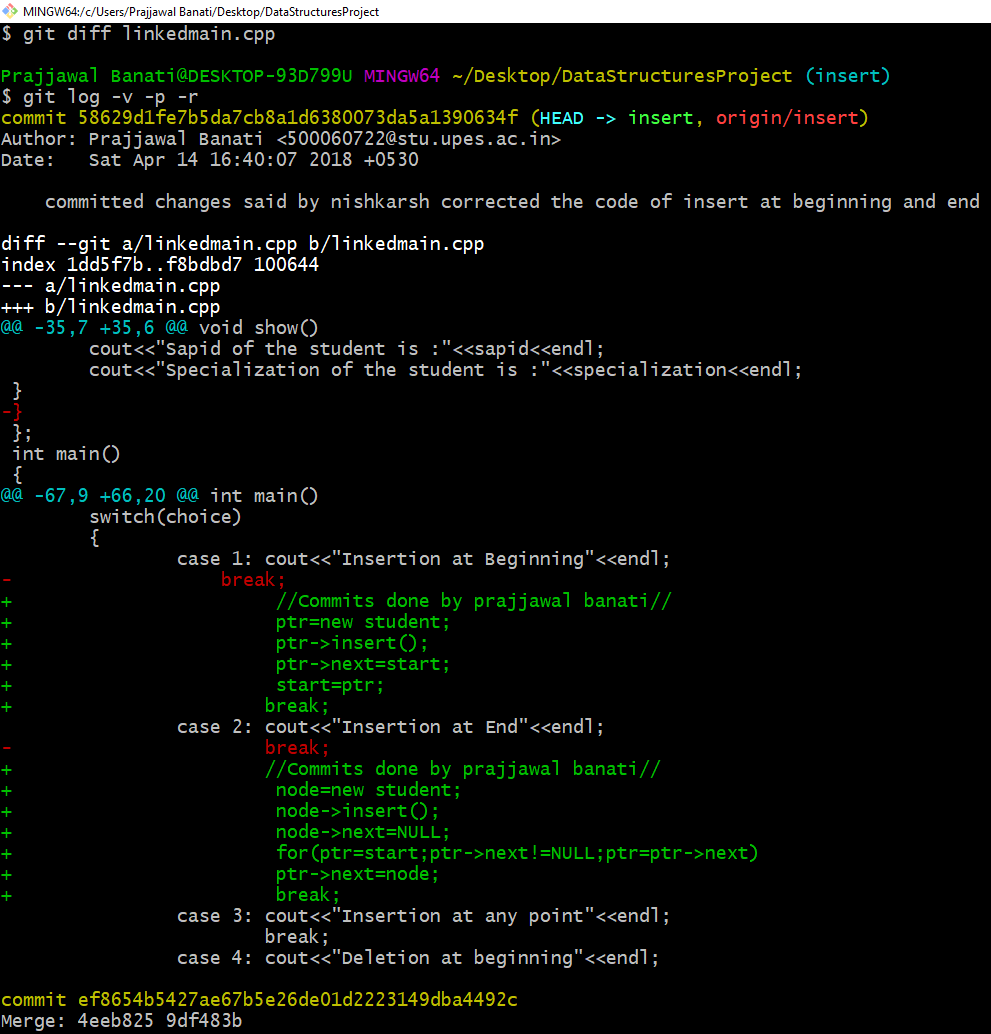 MINGW64:/c/Users/Prajjawal Banati/Desktop/DataStructuresProject
$ git diff linkedmain.cpp
Prajjawal Banati@DESKTOP-93D799U MINGW64 ~/Desktop/DataStructuresProject (insert)
$ git log -v -p -r
commit 58629d1fe7b5da7cb8a1d6380073da5a1390634f (HEAD -> insert, origin/insert)
Author: Prajjawal Banati <500060722@stu.upes.ac.in>
Date:   Sat Apr 14 16:40:07 2018 +0530
    committed changes said by nishkarsh corrected the code of insert at beginning and end
diff --git a/linkedmain.cpp b/linkedmain.cpp
index 1dd5f7b..f8bdbd7 100644
--- a/linkedmain.cpp
+++ b/linkedmain.cpp
@@ -35,7 +35,6 @@ void show()
        cout<<"Sapid of the student is :"<<sapid<<endl;
        cout<<"Specialization of the student is :"<<specialization<<endl;
 }
-}
 };
 int main()
 {
@@ -67,9 +66,20 @@ int main()
        switch(choice)
        {
                case 1: cout<<"Insertion at Beginning"<<endl;
-                   break;
+                        //Commits done by prajjawal banati//
+                        ptr=new student;
+                        ptr->insert();
+                        ptr->next=start;
+                        start=ptr;
+                       break;
                case 2: cout<<"Insertion at End"<<endl;
-                       break;
+                       //Commits done by prajjawal banati//
+                        node=new student;
+                        node->insert();
+                        node->next=NULL;
+                        for(ptr=start;ptr->next!=NULL;ptr=ptr->next)
+                        ptr->next=node;
+                        break;
                case 3: cout<<"Insertion at any point"<<endl;
                        break;
                case 4: cout<<"Deletion at beginning"<<endl;
commit ef8654b5427ae67b5e26de01d2223149dba4492c
Merge: 4eeb825 9df483b